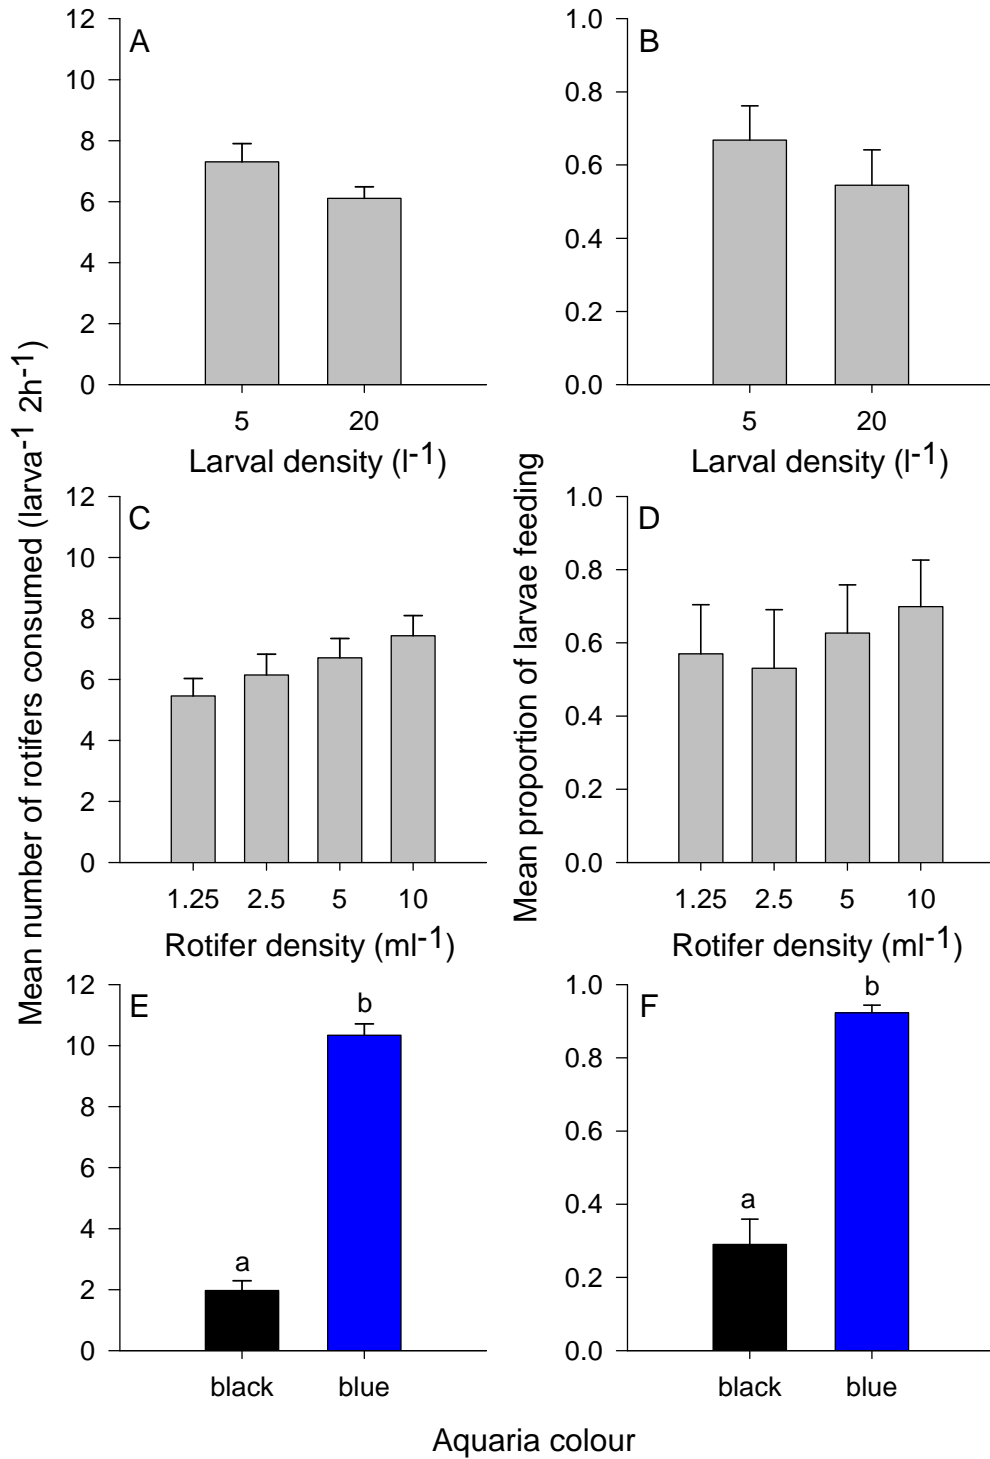 Mean number of rotifers consumed (larva-1 2h-1)
Mean proportion of larvae feeding
A
12
10
8
6
4
2
0
5 20
Larval density (l-1)
B
1.0
0.8
0.6
0.4
0.2
0.0
5 20
Larval density (l-1)
C
12
10
8
6
4
2
0
1.25 2.5 5 10
Rotifer density (ml-1)
D
1.0
0.8
0.6
0.4
0.2
0.0
1.25 2.5 5 10
Rotifer density (ml-1)
E
12
10
8
6
4
2
0
a
b
black blue
F
1.0
0.8
0.6
0.4
0.2
0.0
a
b
black blue
Aquaria colour